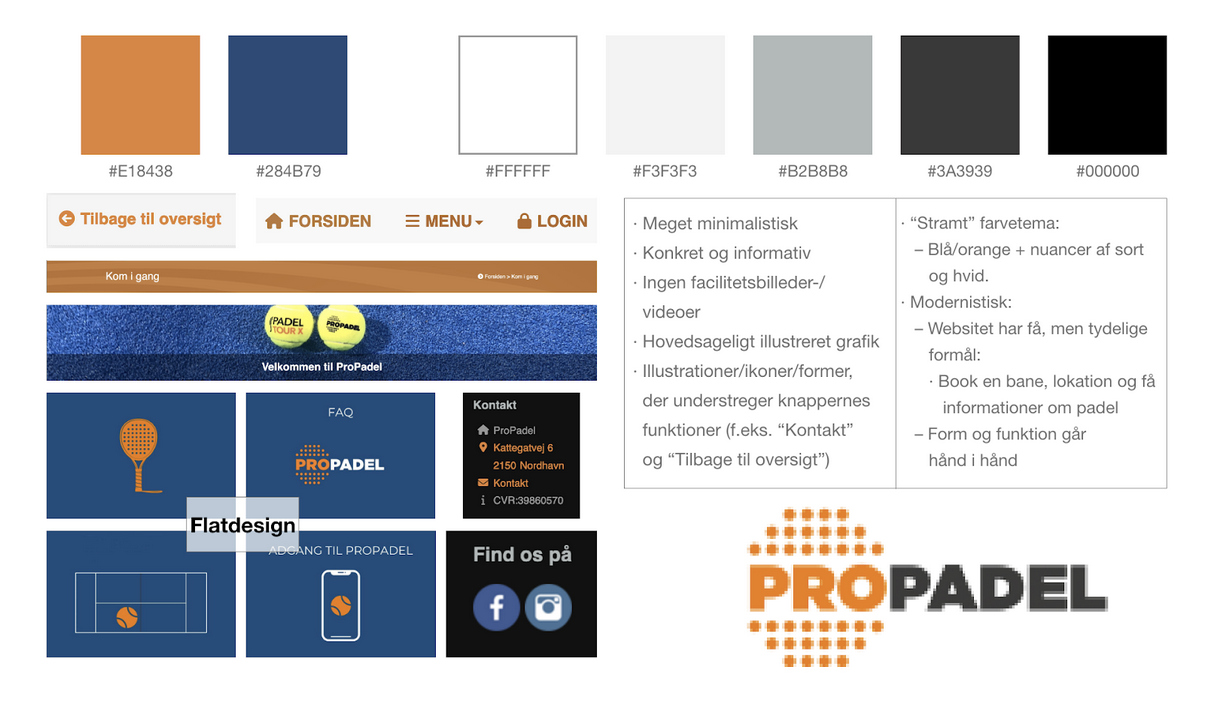 #E18438
#284B79
#FFFFFF
#F3F3F3
#B2B8B8
#3A3939
#000000
Tilbage til oversigt
FORSIDEN
MENU
LOGIN
Kom i gang
Forsiden > Kom i gang
PADEL
TOUR X
PROPADEL
Velkommen til ProPadel
FAQ
PROPADEL
Kontakt
ProPadel
Kattegatvej 6
2150 Nordhavn
Kontakt
CVR:39860570
Flatdesign
ADGANG TIL PROPADEL
Find os på
· Meget minimalistisk
· Konkret og informativ
· Ingen facilitetsbilleder-/
videoer
· Hovedsageligt illustreret grafik
· Illustrationer/ikoner/former,
der understreger knappernes
funktioner (f.eks. “Kontakt”
og “Tilbage til oversigt”)
· “Stramt” farvetema:
– Blå/orange + nuancer af sort
og hvid.
· Modernistisk:
– Websitet har få, men tydelige
formål:
· Book en bane, lokation og få
informationer om padel
– Form og funktion går
hånd i hånd
PROPADEL